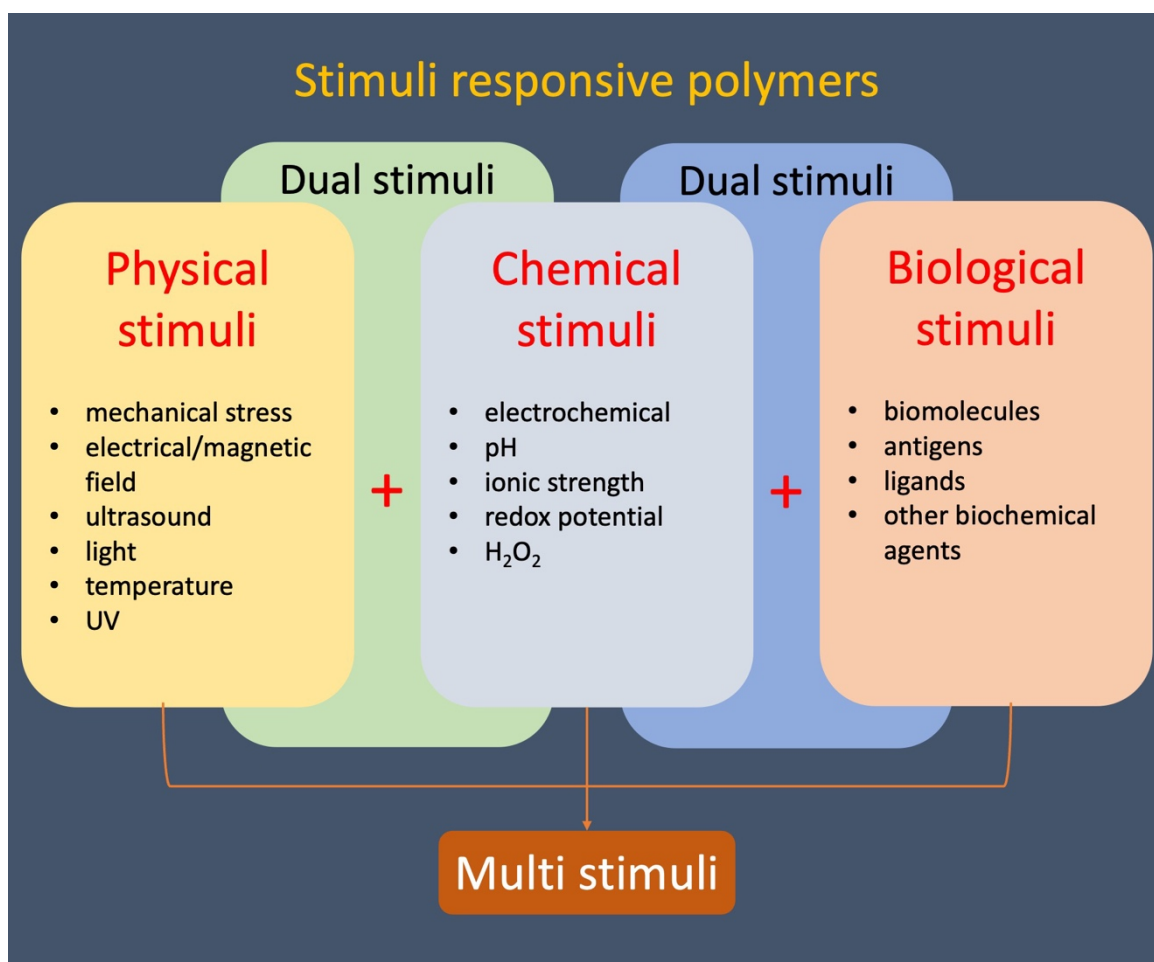 Stimuli responsive polymers
Dual stimuli
Dual stimuli
Physical
stimuli
• mechanical stress
• electrical/magnetic
field
• ultrasound
• light
• temperature
• UV
+
Chemical
stimuli
• electrochemical
• pH
• ionic strength
• redox potential
• H₂O₂
+
Biological
stimuli
• biomolecules
• antigens
• ligands
• other biochemical
agents
Multi stimuli